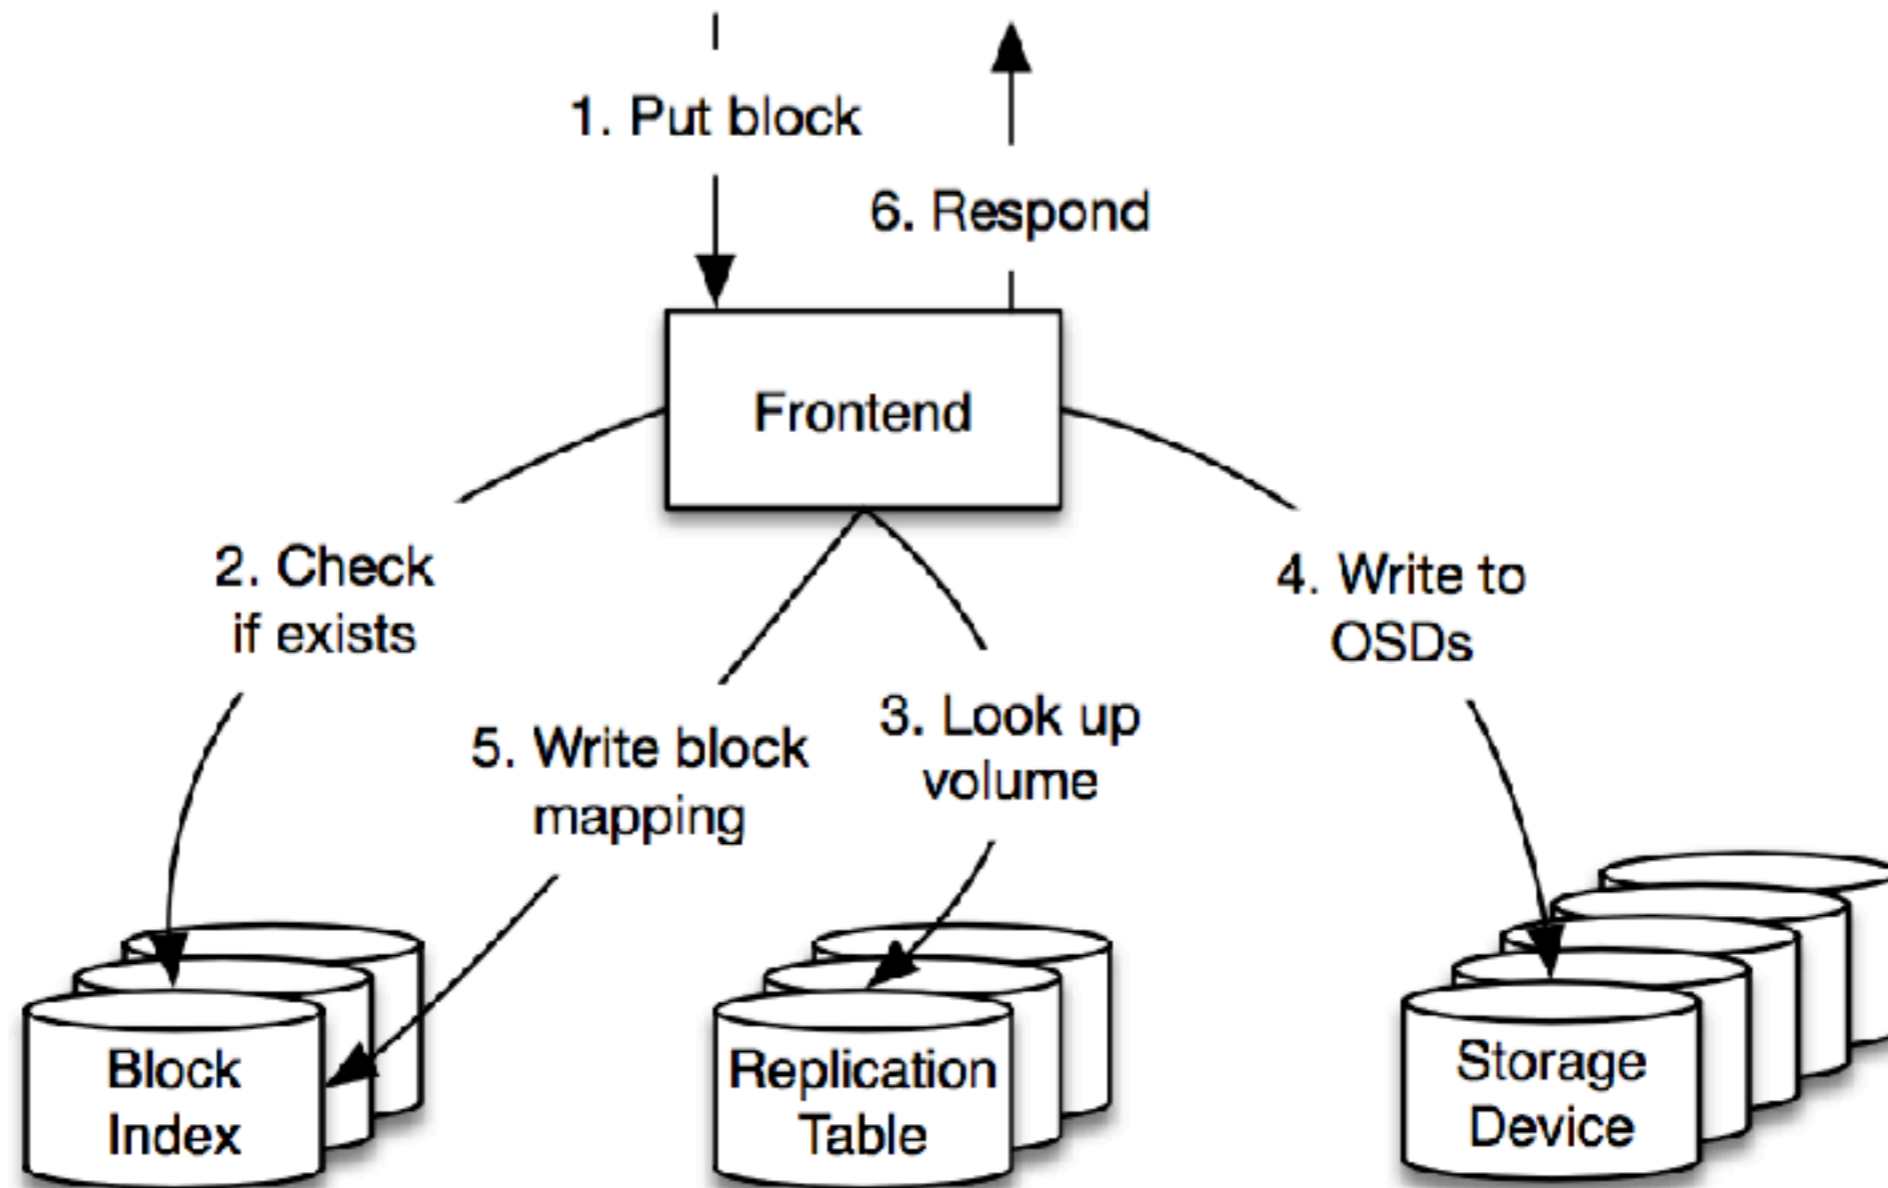 1. Put block
6. Respond
Frontend
2. Check
if exists
4. Write to
OSDs
5. Write block
mapping
3. Look up
volume
Block
Index
Replication
Table
Storage
Device